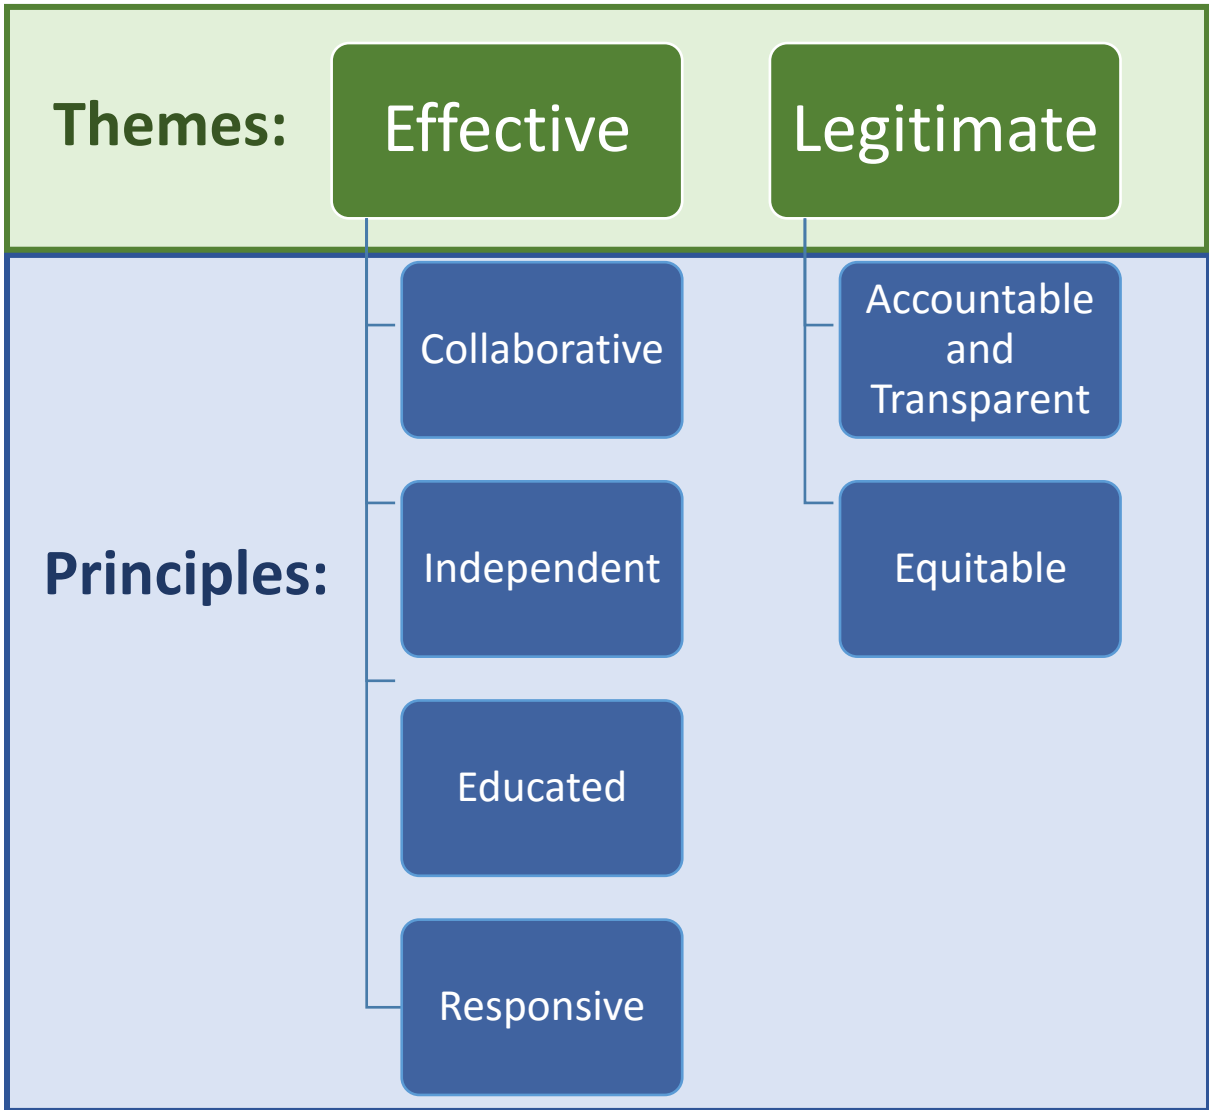 Themes:
Effective
Legitimate
Principles:
Collaborative
Independent
Educated
Responsive
Accountable
and
Transparent
Equitable